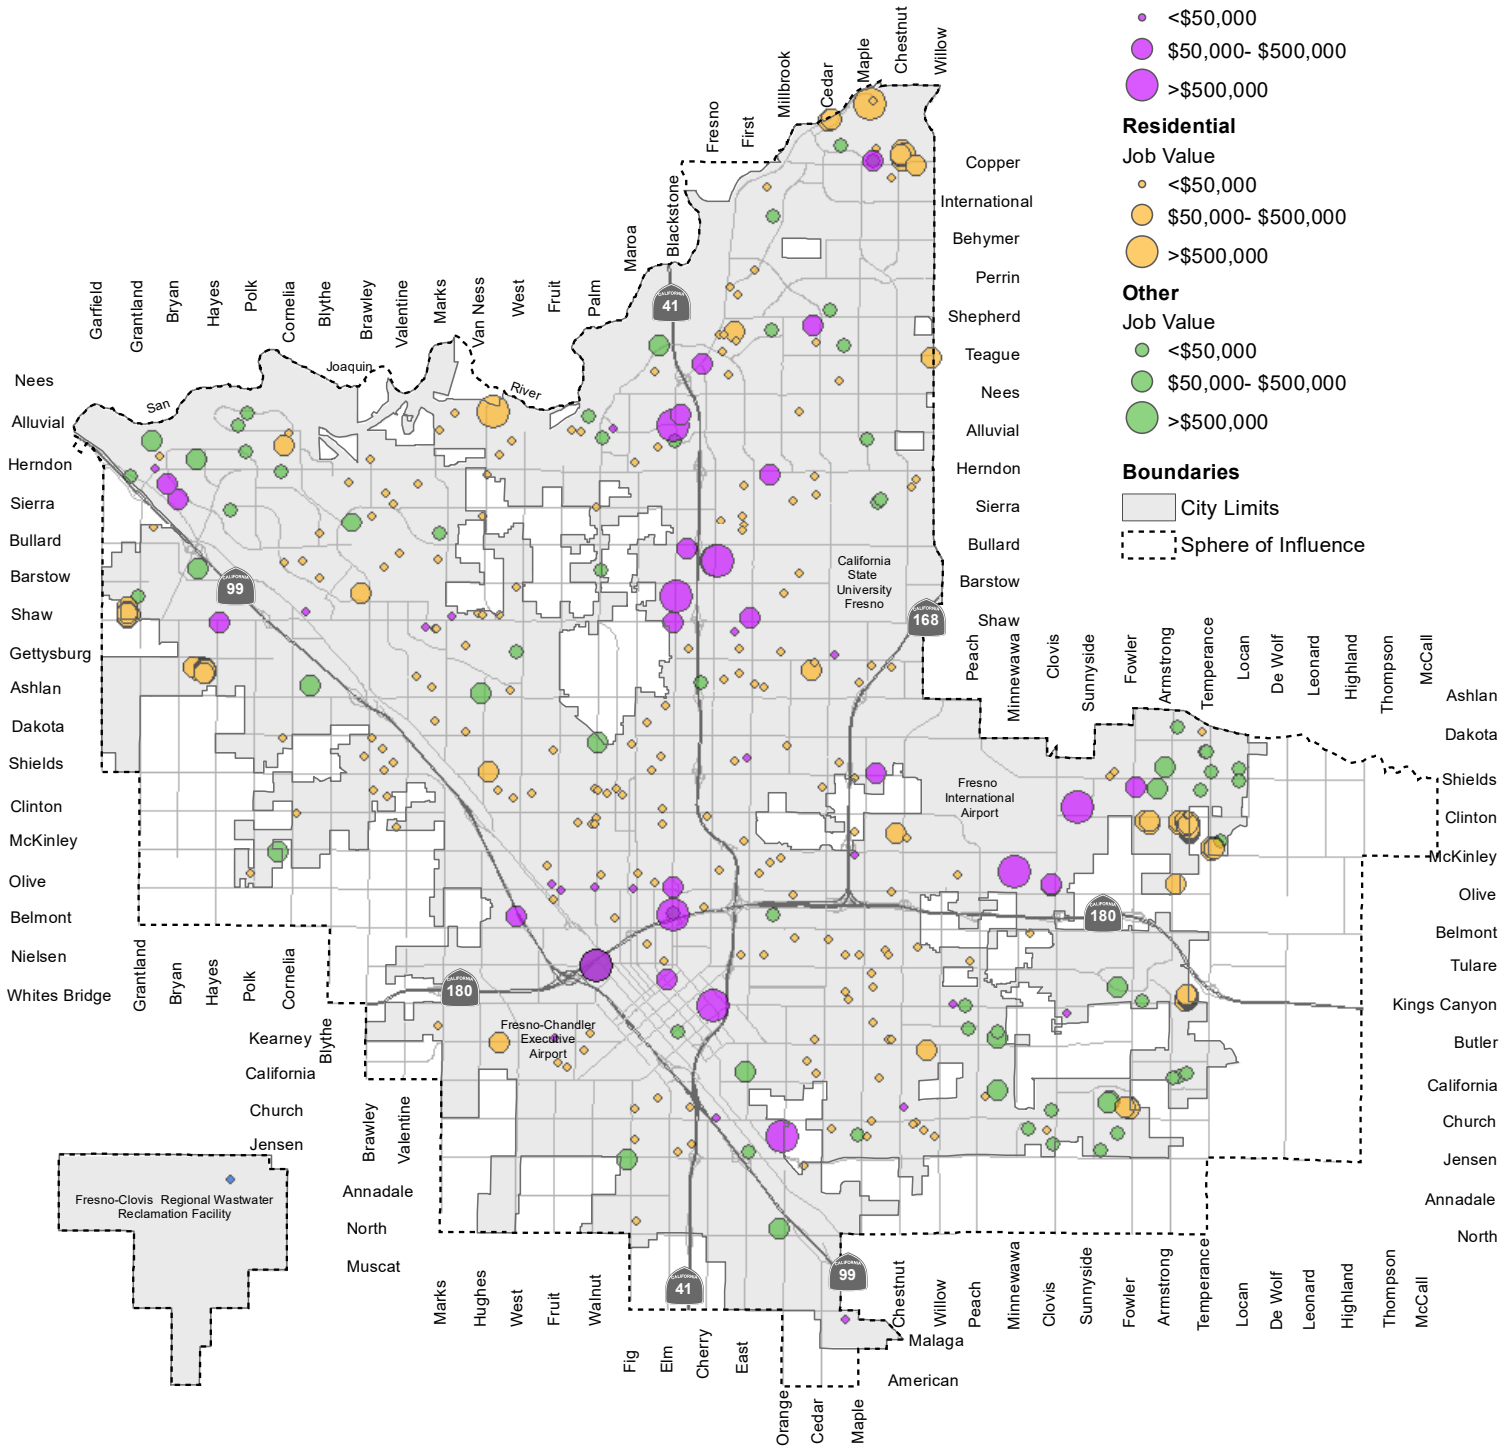 <$50,000
$50,000- $500,000
>$500,000
Residential
Job Value
<$50,000
$50,000- $500,000
>$500,000
Other
Job Value
<$50,000
$50,000- $500,000
>$500,000
Boundaries
City Limits
Sphere of Influence
Fresno
First
Millbrook
Cedar
Maple
Chestnut
Willow
Garfield
Grantland
Bryan
Hayes
Polk
Cornelia
Blythe
Brawley
Valentine
Marks
Van Ness
West
Fruit
Palm
Maroa
Blackstone
Copper
International
Behymer
Perrin
Shepherd
Teague
Nees
Alluvial
Herndon
Sierra
Bullard
Barstow
Shaw
Nees
Alluvial
Herndon
Sierra
Bullard
Barstow
Shaw
Gettysburg
Ashlan
Dakota
Shields
Clinton
McKinley
Olive
Belmont
Nielsen
Whites Bridge
San
Joaquin
River
CALIFORNIA
41
CALIFORNIA
99
CALIFORNIA
168
California
State
University
Fresno
Peach
Minnewawa
Clovis
Sunnyside
Fowler
Armstrong
Temperance
Locan
De Wolf
Leonard
Highland
Thompson
McCall
Ashlan
Dakota
Shields
Clinton
McKinley
Olive
Belmont
Tulare
Kings Canyon
Butler
California
Church
Jensen
Annadale
North
Fresno
International
Airport
CALIFORNIA
180
CALIFORNIA
180
Fresno-Chandler
Executive
Airport
Grantland
Bryan
Hayes
Polk
Cornelia
Blythe
Kearney
California
Church
Jensen
Brawley
Valentine
Annadale
North
Muscat
Fresno-Clovis Regional Wastwater
Reclamation Facility
Marks
Hughes
West
Fruit
Walnut
Fig
Elm
Cherry
East
Orange
Cedar
Maple
CALIFORNIA
41
CALIFORNIA
99
Chestnut
Willow
Peach
Minnewawa
Clovis
Sunnyside
Fowler
Armstrong
Temperance
Locan
De Wolf
Leonard
Highland
Thompson
McCall
Malaga
American